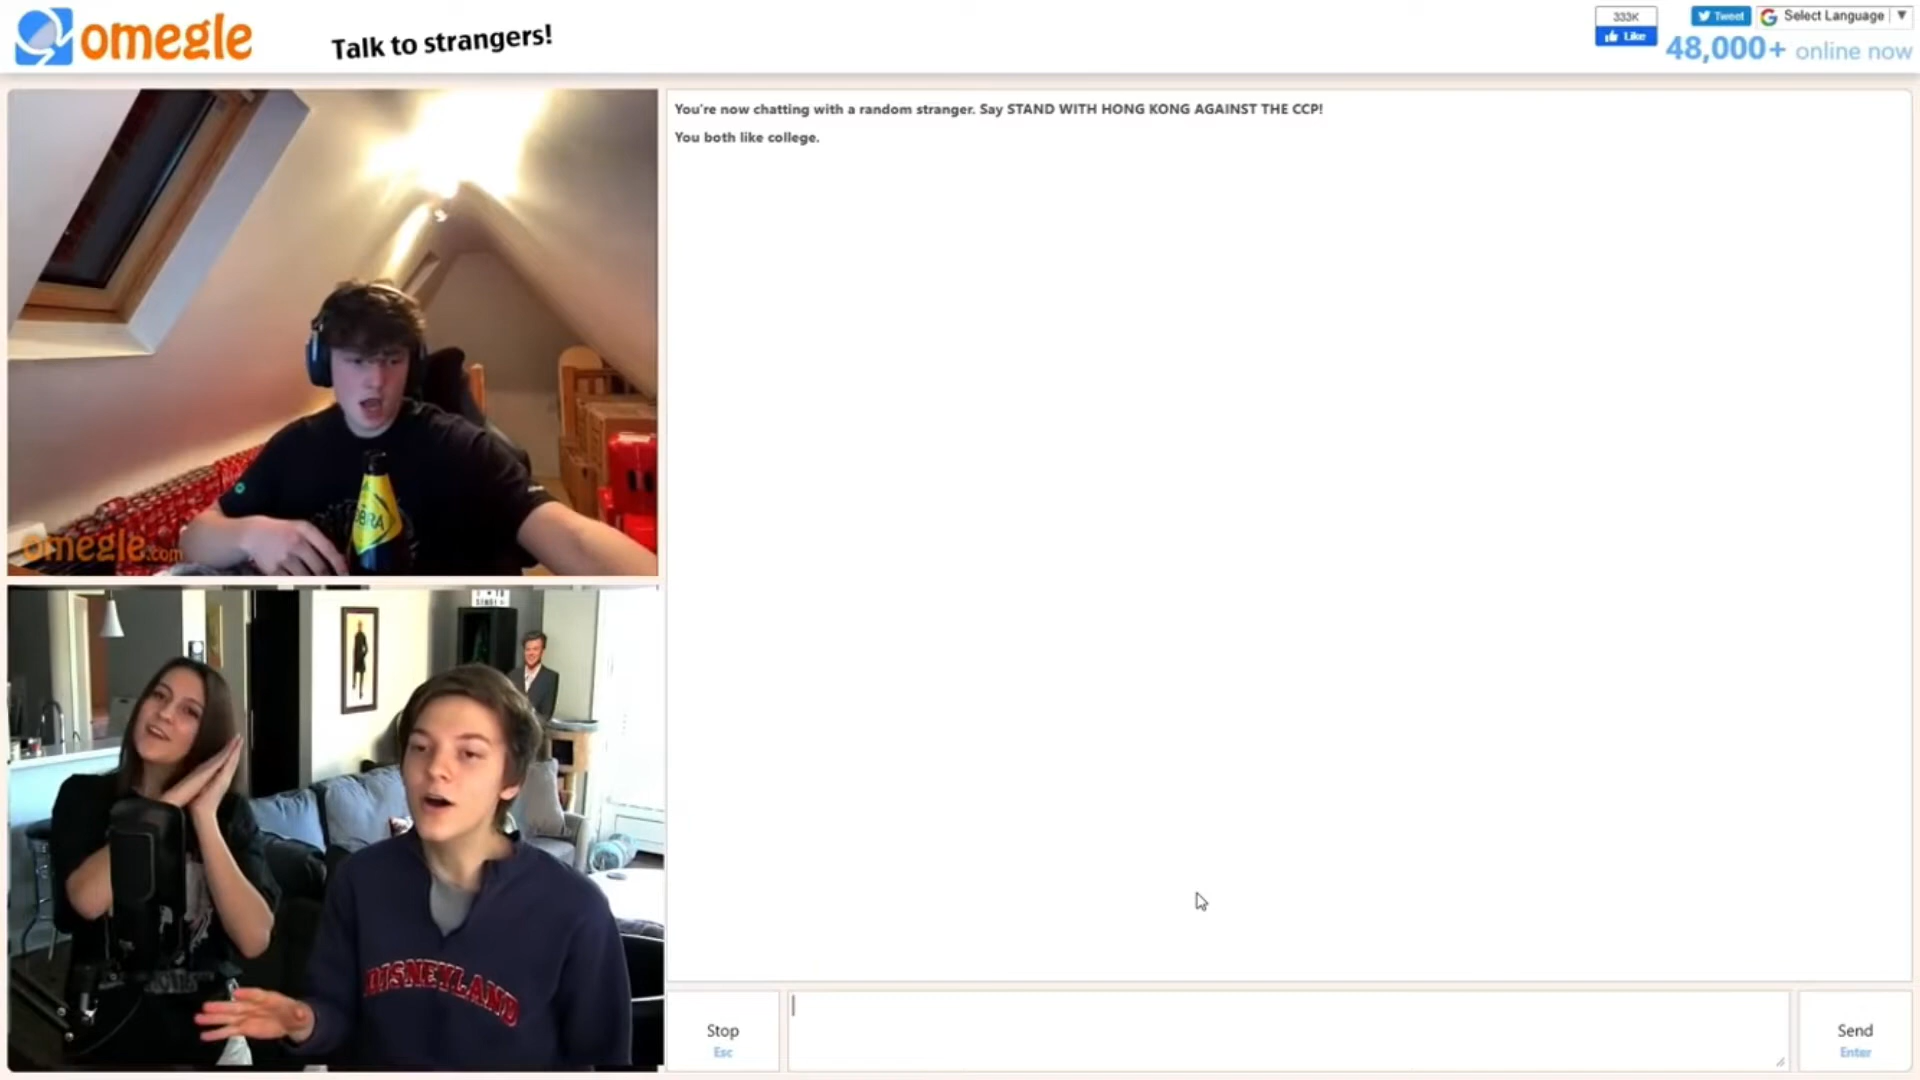 omegle
Talk to strangers!
333K
Like
Tweet
Select Language
48,000+ online now
You're now chatting with a random stranger. Say STAND WITH HONG KONG AGAINST THE CCP!
You both like college.
omegle.com
DISNEYLAND
Stop
Esc
Send
Enter